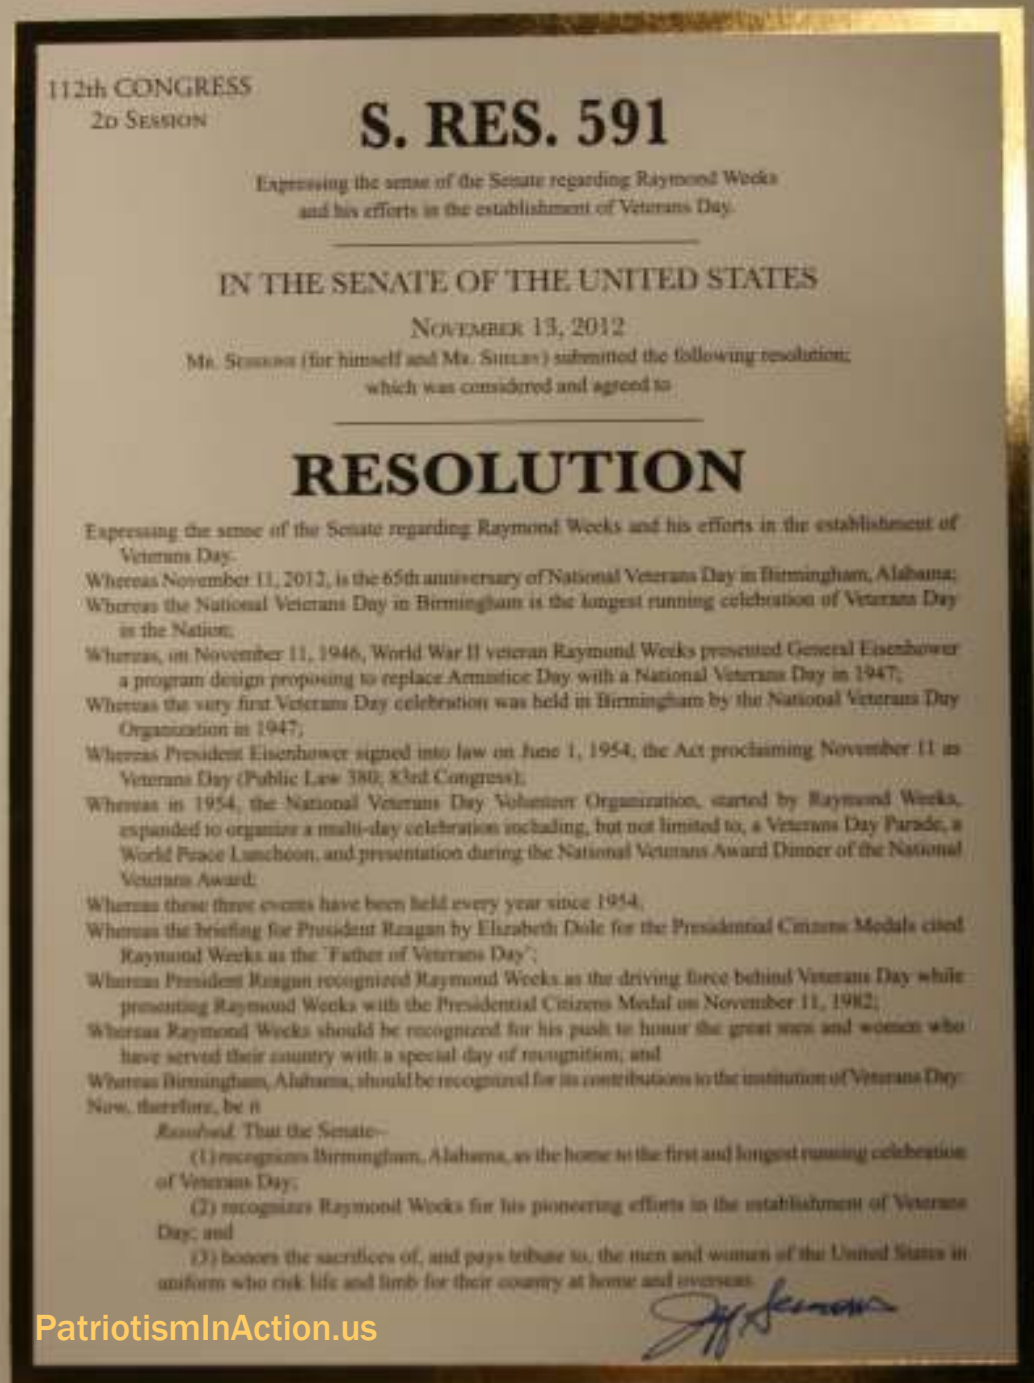 112th CONGRESS
2D SESSION
S. RES. 591
Expressing the sense of the Senate regarding Raymond Weeks
and his efforts in the establishment of Veterans Day.
IN THE SENATE OF THE UNITED STATES
NOVEMBER 13, 2012
MR. SESSIONS (for himself and MR. SHELBY) submitted the following resolution;
which was considered and agreed to
RESOLUTION
Expressing the sense of the Senate regarding Raymond Weeks and his efforts in the establishment of
Veterans Day.
Whereas November 11, 2012, is the 65th anniversary of National Veterans Day in Birmingham, Alabama;
Whereas the National Veterans Day in Birmingham is the longest running celebration of Veterans Day
in the Nation;
Whereas, on November 11, 1946, World War II veteran Raymond Weeks presented General Eisenhower
a program design proposing to replace Armistice Day with a National Veterans Day in 1947;
Whereas the very first Veterans Day celebration was held in Birmingham by the National Veterans Day
Organization in 1947;
Whereas President Eisenhower signed into law on June 1, 1954, the Act proclaiming November 11 as
Veterans Day (Public Law 380; 83rd Congress);
Whereas in 1954, the National Veterans Day Volunteer Organization, started by Raymond Weeks,
expanded to organize a multi-day celebration including, but not limited to, a Veterans Day Parade, a
World Peace Luncheon, and presentation during the National Veterans Award Dinner of the National
Veterans Award;
Whereas these three events have been held every year since 1954;
Whereas the briefing for President Reagan by Elizabeth Dole for the Presidential Citizens Medals cited
Raymond Weeks as the "Father of Veterans Day";
Whereas President Reagan recognized Raymond Weeks as the driving force behind Veterans Day while
presenting Raymond Weeks with the Presidential Citizens Medal on November 11, 1982;
Whereas Raymond Weeks should be recognized for his push to honor the great men and women who
have served their country with a special day of recognition; and
Whereas Birmingham, Alabama, should be recognized for its contributions to the institution of Veterans Day:
Now, therefore, be it
Resolved, That the Senate--
(1) recognizes Birmingham, Alabama, as the home to the first and longest running celebration
of Veterans Day;
(2) recognizes Raymond Weeks for his pioneering efforts in the establishment of Veterans
Day; and
(3) honors the sacrifices of, and pays tribute to, the men and women of the United States in
uniform who risk life and limb for their country at home and overseas.
Jeff Sessions
PatriotismInAction.us